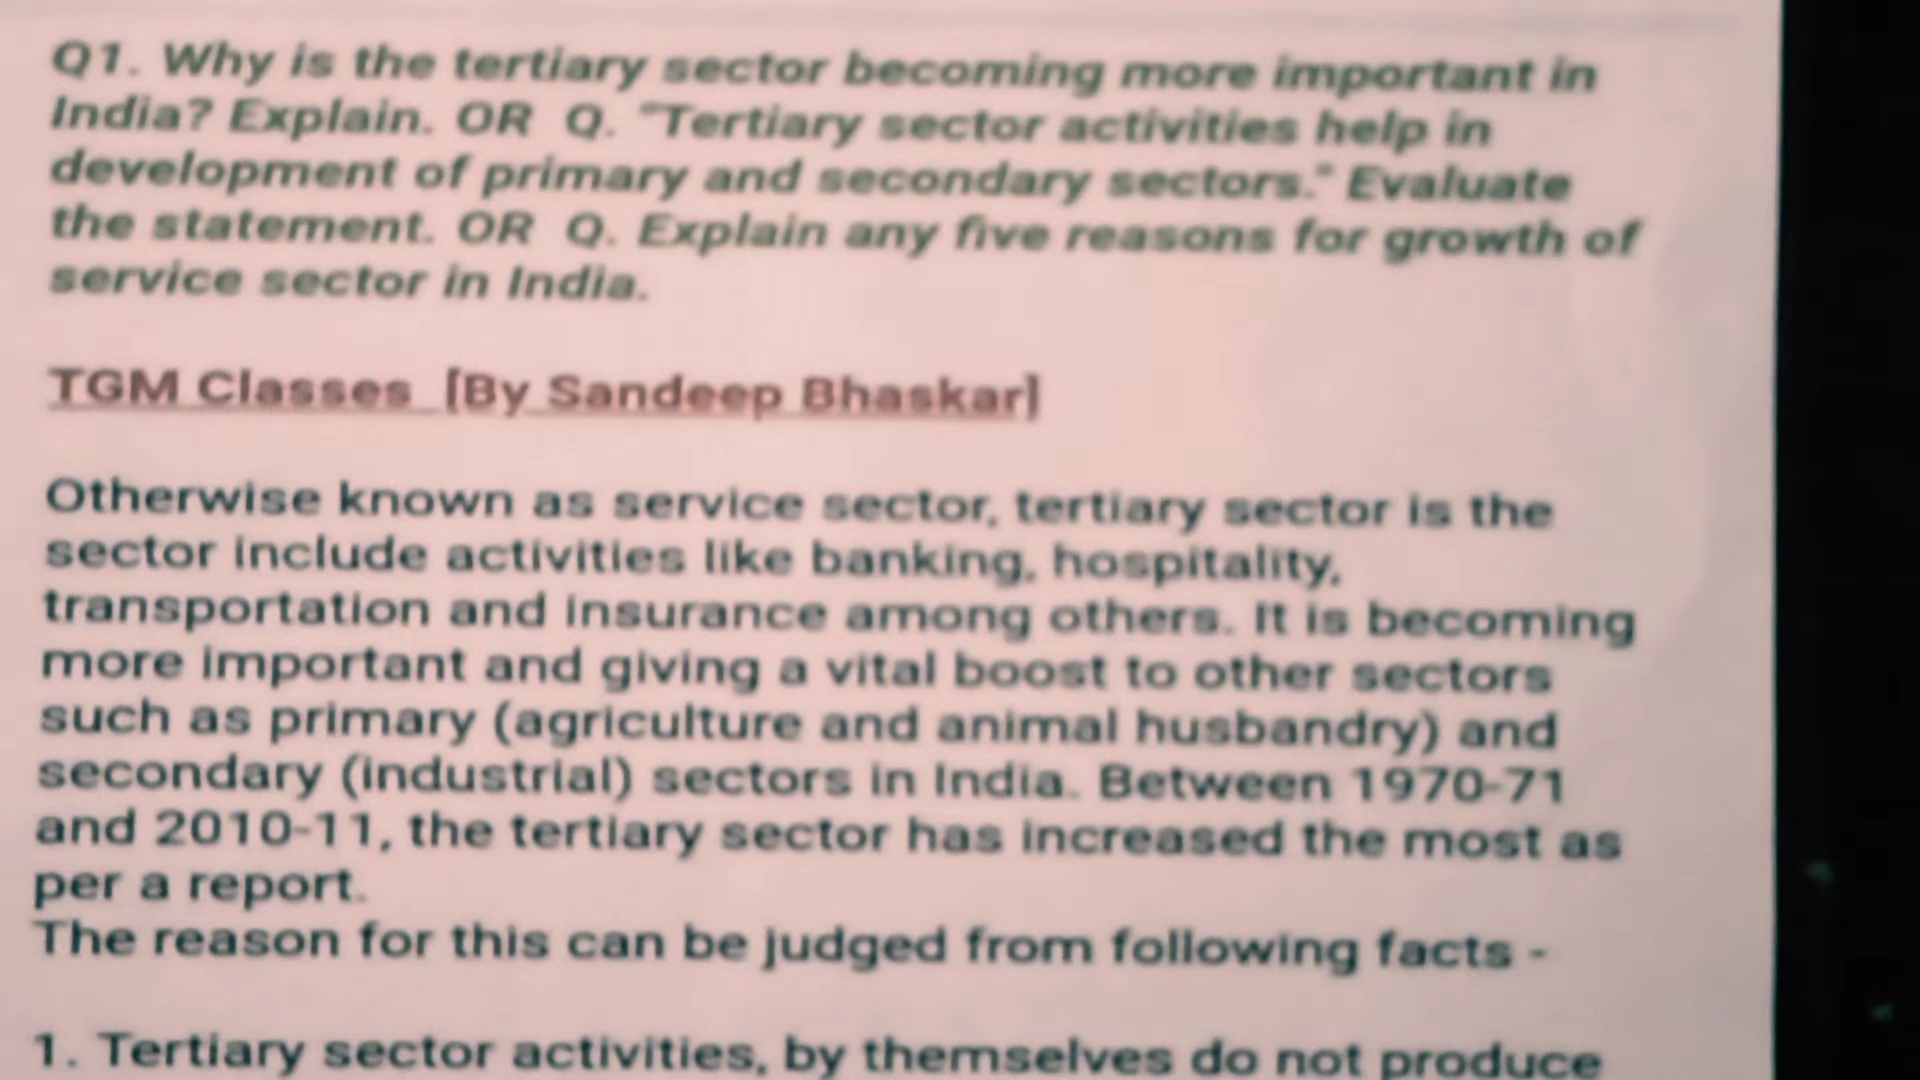 Q1. Why is the tertiary sector becoming more important in
India? Explain. OR Q. "Tertiary sector activities help in
development of primary and secondary sectors." Evaluate
the statement. OR Q. Explain any five reasons for growth of
service sector in India.
TGM Classes [By Sandeep Bhaskar]
Otherwise known as service sector, tertiary sector is the
sector include activities like banking, hospitality,
transportation and insurance among others. It is becoming
more important and giving a vital boost to other sectors
such as primary (agriculture and animal husbandry) and
secondary (industrial) sectors in India. Between 1970-71
and 2010-11, the tertiary sector has increased the most as
per a report.
The reason for this can be judged from following facts -
1. Tertiary sector activities, by themselves do not produce